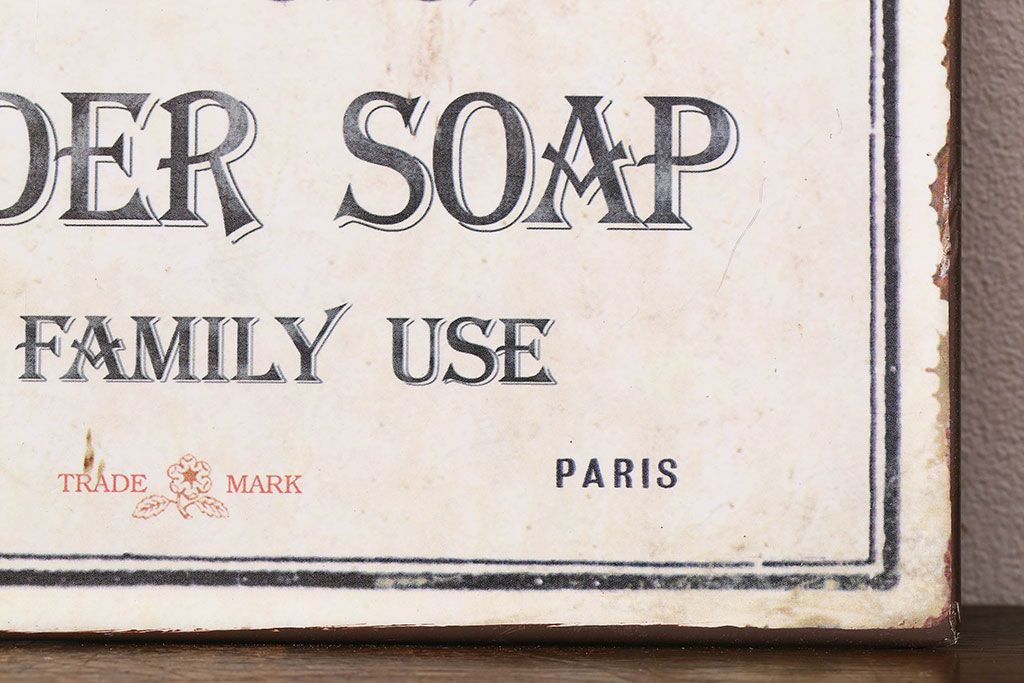 DER SOAP
FAMILY USE
TRADE MARK
PARIS